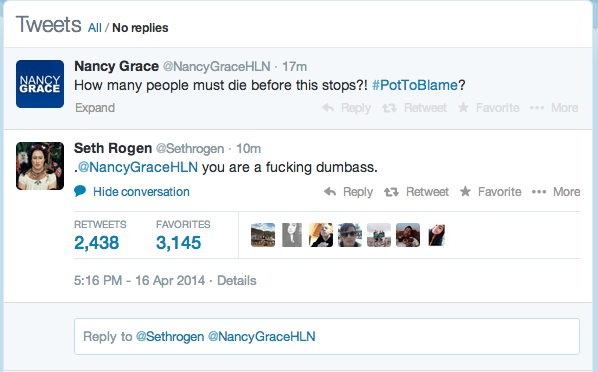 Tweets All / No replies
NANCY
GRACE
Nancy Grace @NancyGraceHLN · 17m
How many people must die before this stops?! #PotToBlame?
Expand Reply Retweet Favorite More
Seth Rogen @Sethrogen · 10m
.@NancyGraceHLN you are a fucking dumbass.
Hide conversation Reply Retweet Favorite More
RETWEETS FAVORITES
2,438 3,145
5:16 PM - 16 Apr 2014 · Details
Reply to @Sethrogen @NancyGraceHLN